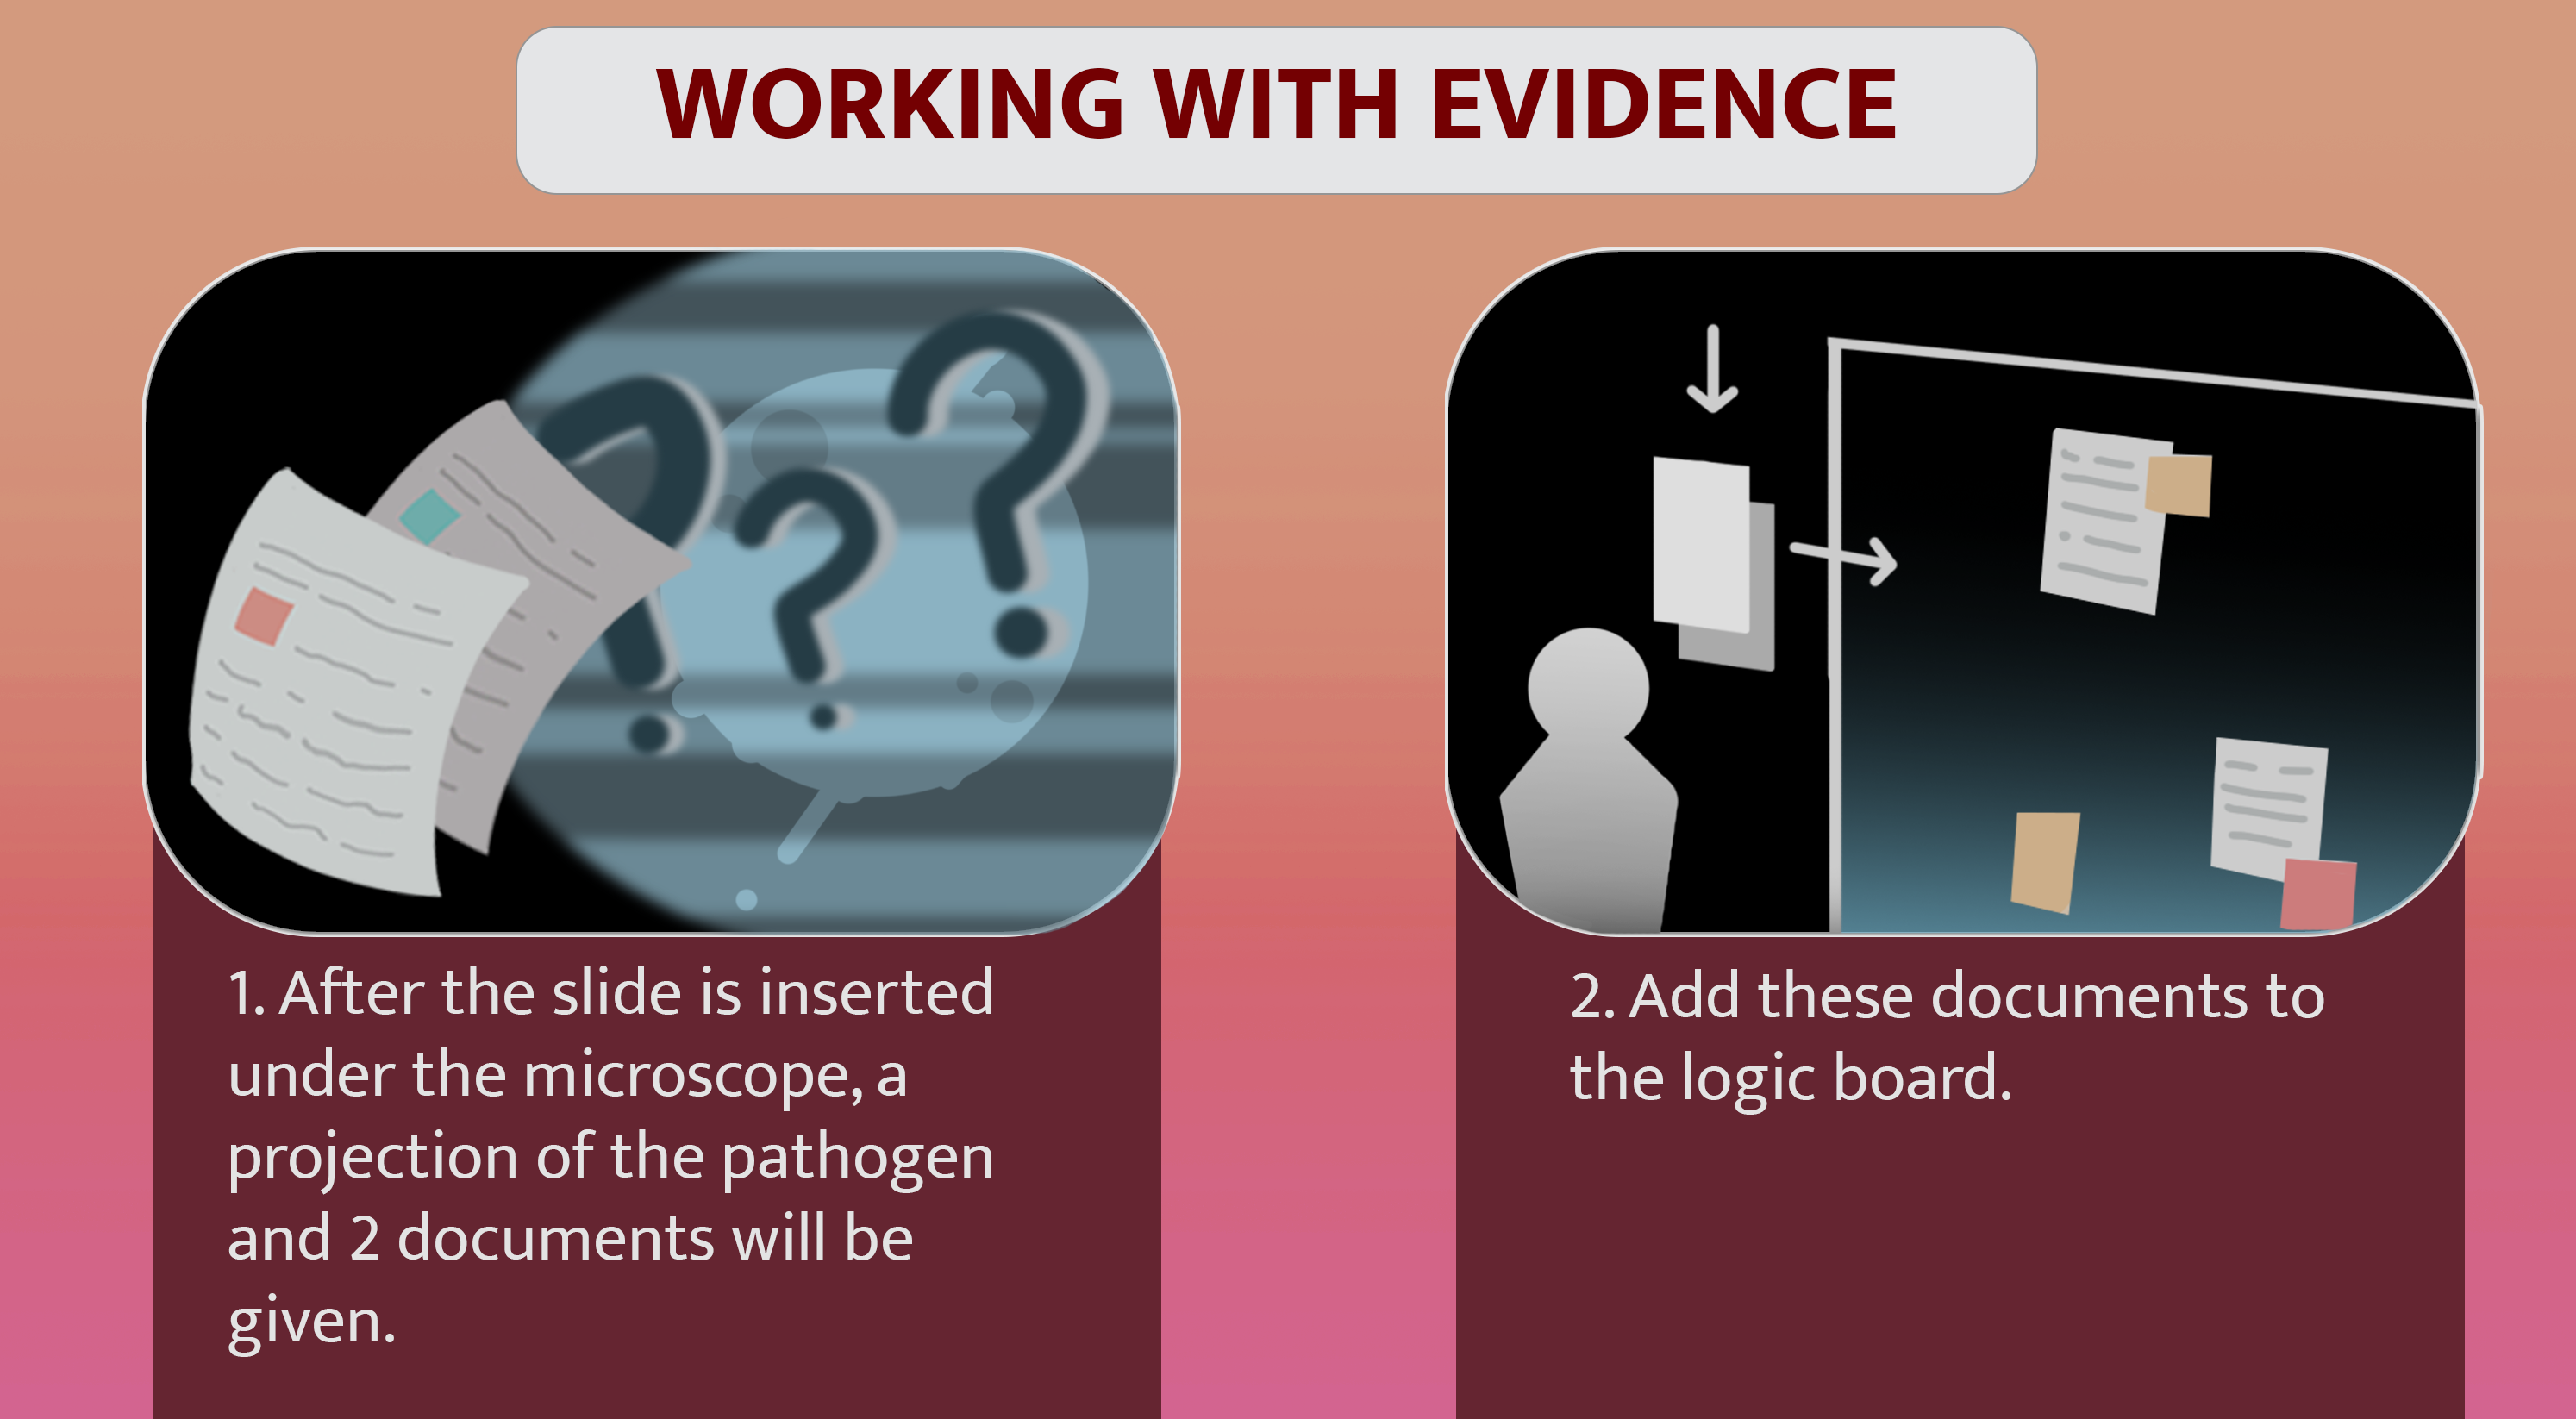 WORKING WITH EVIDENCE
1. After the slide is inserted
under the microscope, a
projection of the pathogen
and 2 documents will be
given.
2. Add these documents to
the logic board.